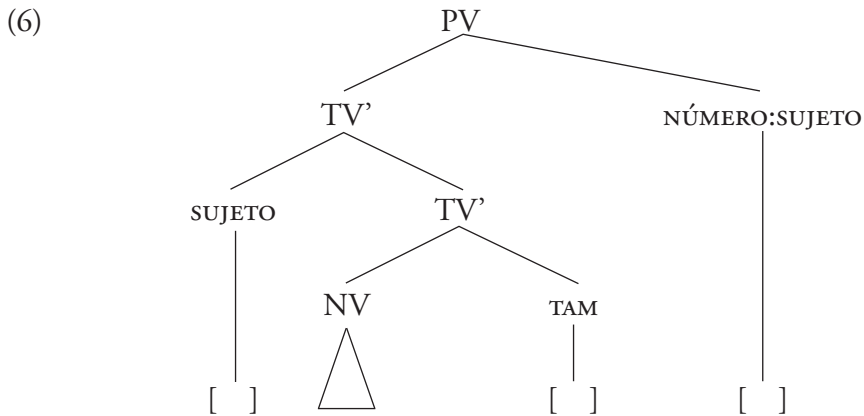 (6)
PV
TV’ NÚMERO:SUJETO
SUJETO TV’
NV TAM
[ ] [ ] [ ]